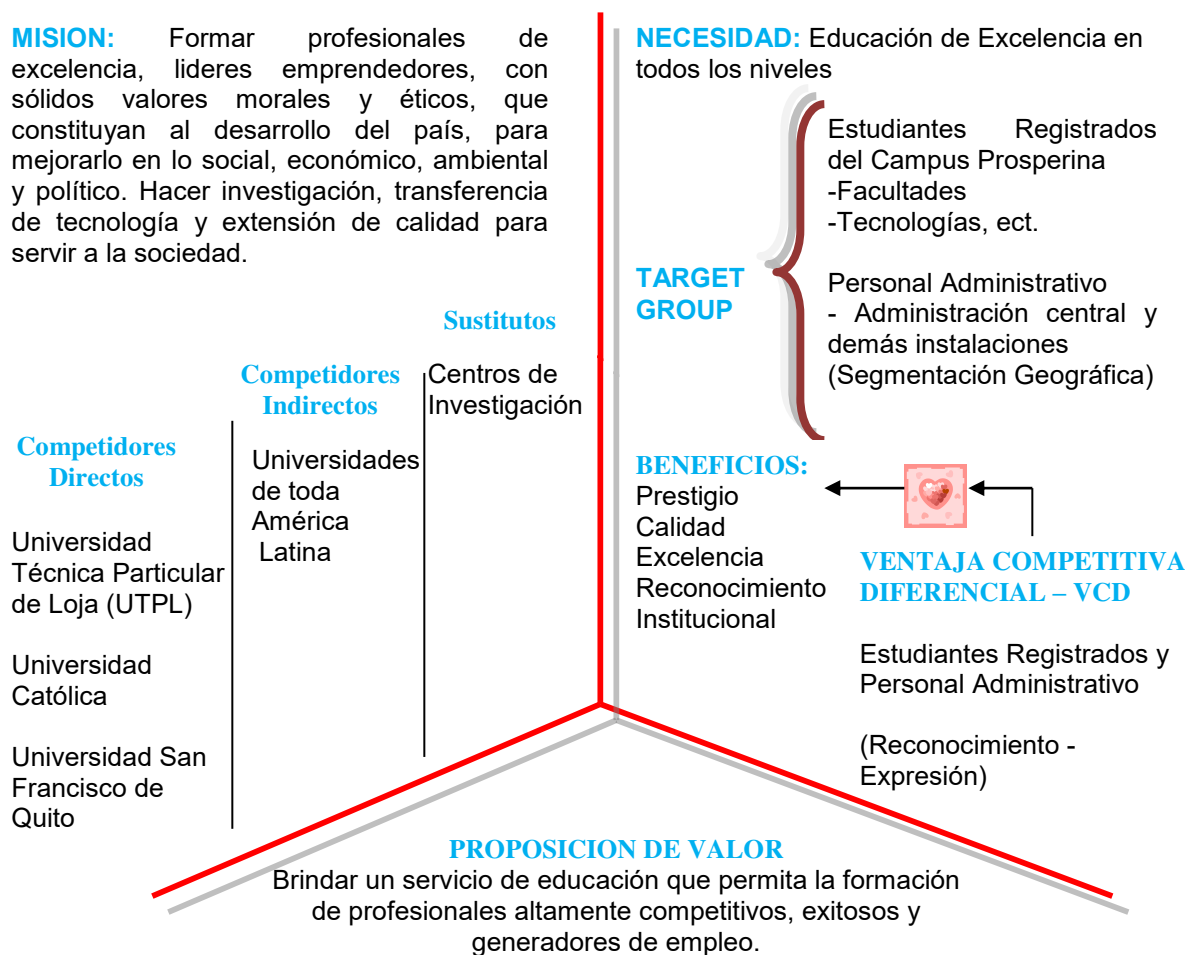 MISION: Formar profesionales de
excelencia, lideres emprendedores, con
sólidos valores morales y éticos, que
constituyan al desarrollo del país, para
mejorarlo en lo social, económico, ambiental
y político. Hacer investigación, transferencia
de tecnología y extensión de calidad para
servir a la sociedad.
Sustitutos
Centros de
Investigación
Competidores
Indirectos
Universidades
de toda
América
Latina
Competidores
Directos
Universidad
Técnica Particular
de Loja (UTPL)
Universidad
Católica
Universidad San
Francisco de
Quito
NECESIDAD: Educación de Excelencia en
todos los niveles
TARGET
GROUP
Estudiantes Registrados
del Campus Prosperina
-Facultades
-Tecnologías, ect.
Personal Administrativo
- Administración central y
demás instalaciones
(Segmentación Geográfica)
BENEFICIOS:
Prestigio
Calidad
Excelencia
Reconocimiento
Institucional
VENTAJA COMPETITIVA
DIFERENCIAL – VCD
Estudiantes Registrados y
Personal Administrativo
(Reconocimiento -
Expresión)
PROPOSICION DE VALOR
Brindar un servicio de educación que permita la formación
de profesionales altamente competitivos, exitosos y
generadores de empleo.